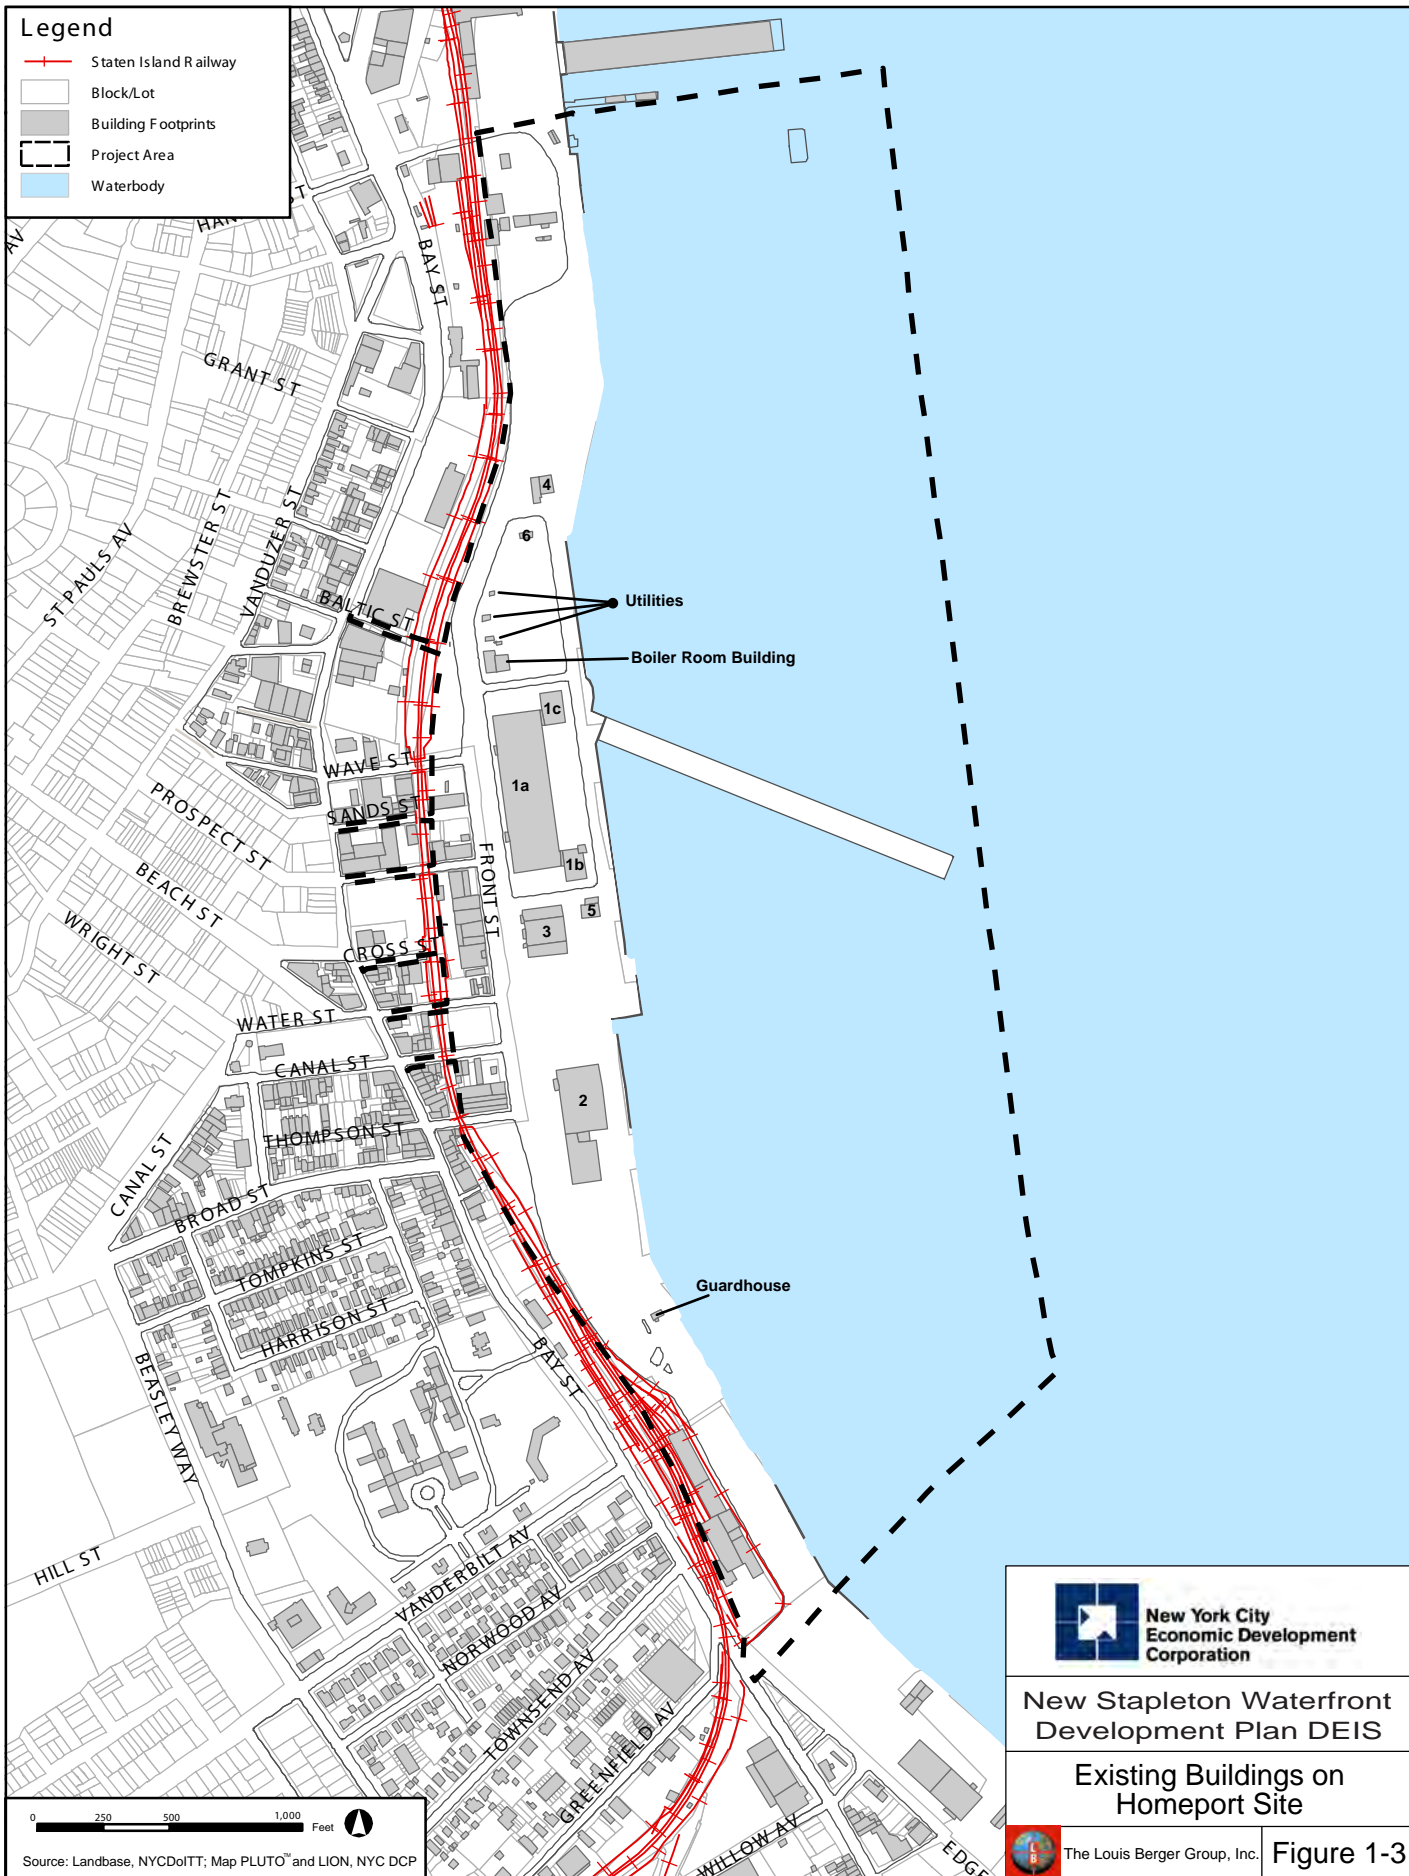 Legend
Staten Island Railway
Block/Lot
Building Footprints
Project Area
Waterbody
ST
AV
BAY ST
GRANT ST
ST PAULS AV
BREWSTER ST
VANDUZER ST
4
6
BALTIC ST
Utilities
Boiler Room Building
1c
WAVE ST
1a
SANDS ST
PROSPECT ST
FRONT ST
1b
BEACH ST
WRIGHT ST
5
3
CROSS ST
WATER ST
CANAL ST
2
THOMPSON ST
CANAL ST
BROAD ST
TOMPKINS ST
Guardhouse
HARRISON ST
BAY ST
BEASLEY WAY
HILL ST
VANDERBILT AV
NORWOOD AV
TOWNSEND AV
GREENFIELD AV
WILLOW AV
EDGE
0 250 500 1,000
Feet
Source: Landbase, NYCDoITT; Map PLUTO™ and LION, NYC DCP
New York City
Economic Development
Corporation
New Stapleton Waterfront
Development Plan DEIS
Existing Buildings on
Homeport Site
The Louis Berger Group, Inc.
Figure 1-3